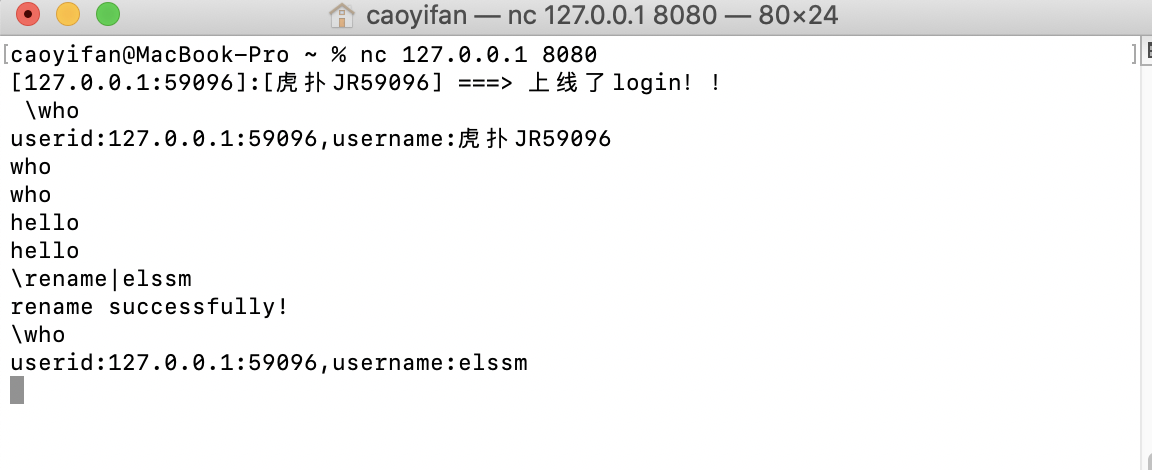 caoyifan — nc 127.0.0.1 8080 — 80×24
[caoyifan@MacBook-Pro ~ % nc 127.0.0.1 8080 ]
[127.0.0.1:59096]:[虎扑JR59096] ===> 上线了login! !
 \who
userid:127.0.0.1:59096,username:虎扑JR59096
who
who
hello
hello
\rename|elssm
rename successfully!
\who
userid:127.0.0.1:59096,username:elssm